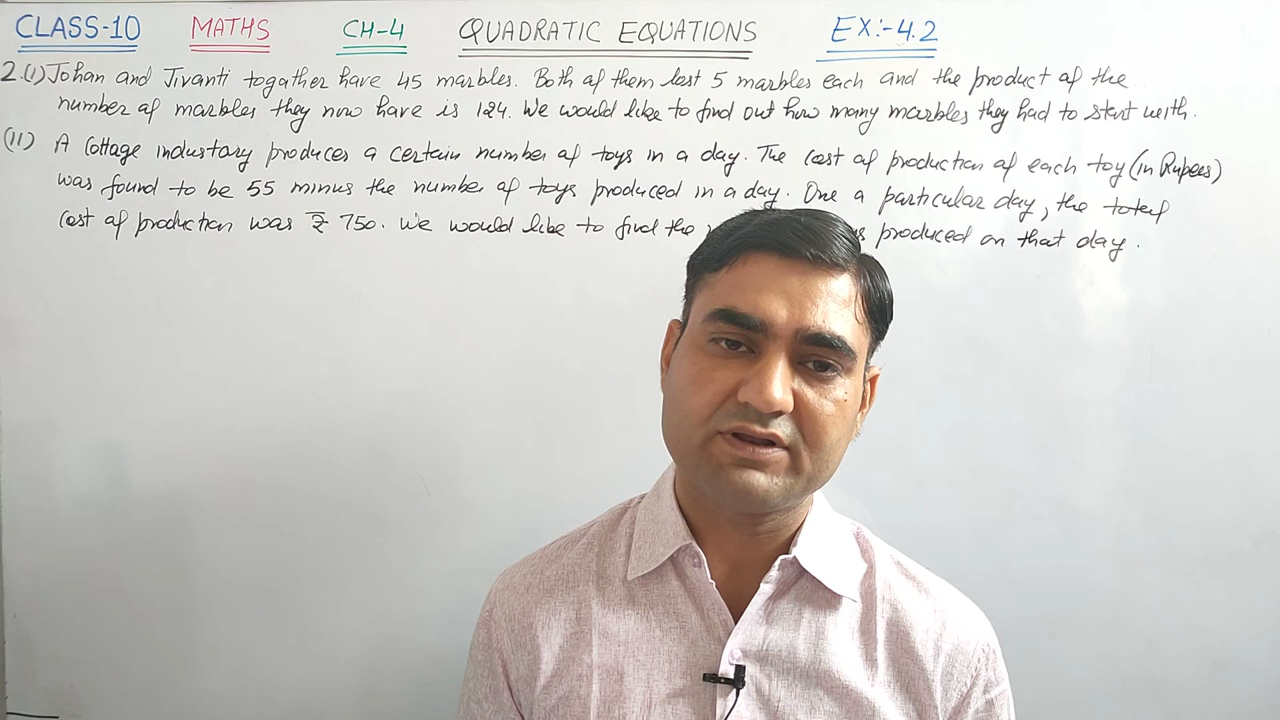 CLASS-10 MATHS CH-4 QUADRATIC EQUATIONS EX:-4.2
2.(I) Johan and Jivanti togather have 45 marbles. Both of them lost 5 marbles each and the product of the
number of marbles they now have is 124. We would like to find out how many marbles they had to start with.
(II) A Cottage industary produces a certain number of toys in a day. The cost of production of each toy (in Rupees)
was found to be 55 minus the number of toys produced in a day. One a particular day, the total
cost of production was ₹ 750. We would like to find the produced on that day.